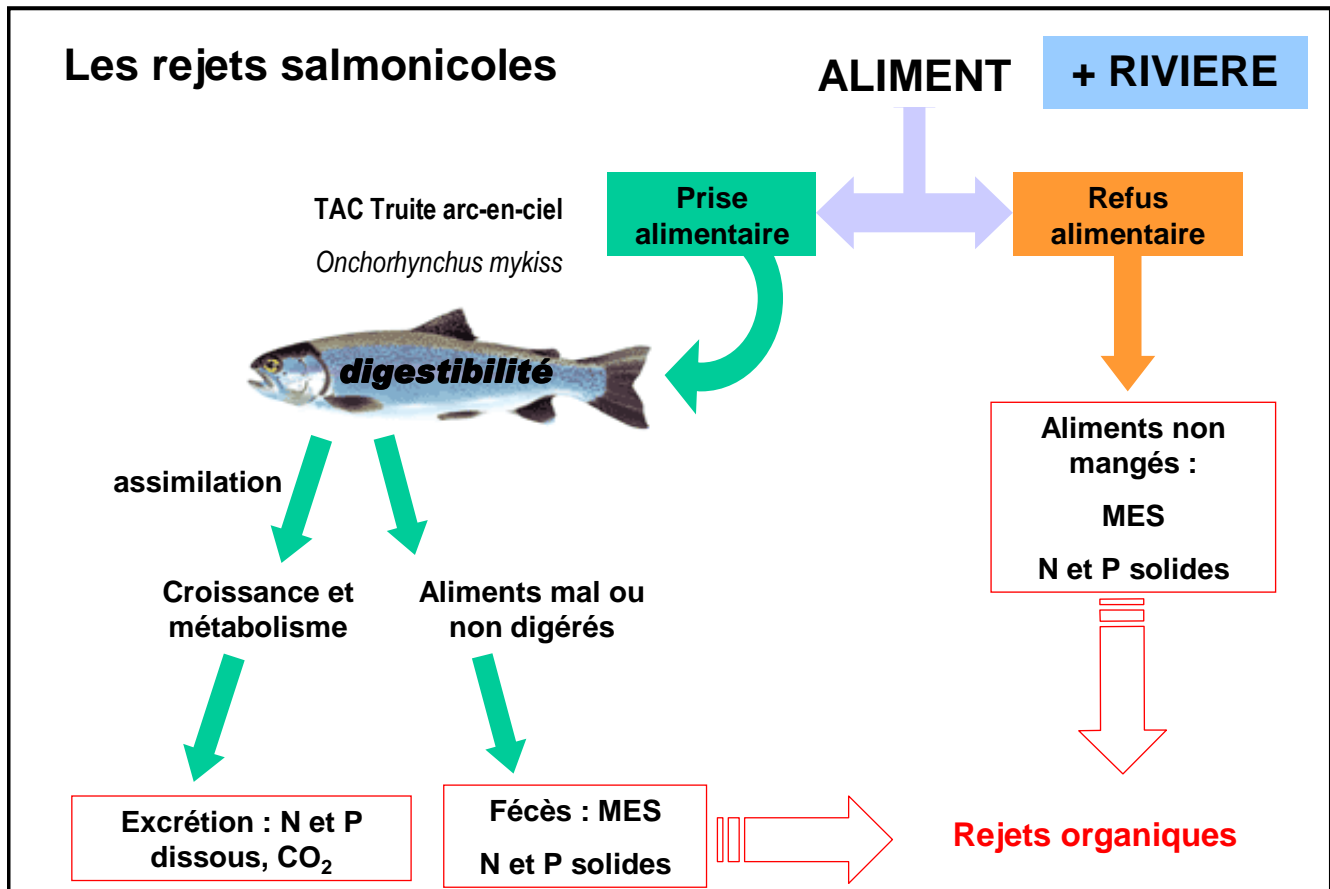 Les rejets salmonicoles
ALIMENT
+ RIVIERE
TAC Truite arc-en-ciel
Onchorhynchus mykiss
Prise
alimentaire
Refus
alimentaire
digestibilité
assimilation
Croissance et
métabolisme
Aliments mal ou
non digérés
Aliments non
mangés :
MES
N et P solides
Excrétion : N et P
dissous, CO₂
Fécès : MES
N et P solides
Rejets organiques